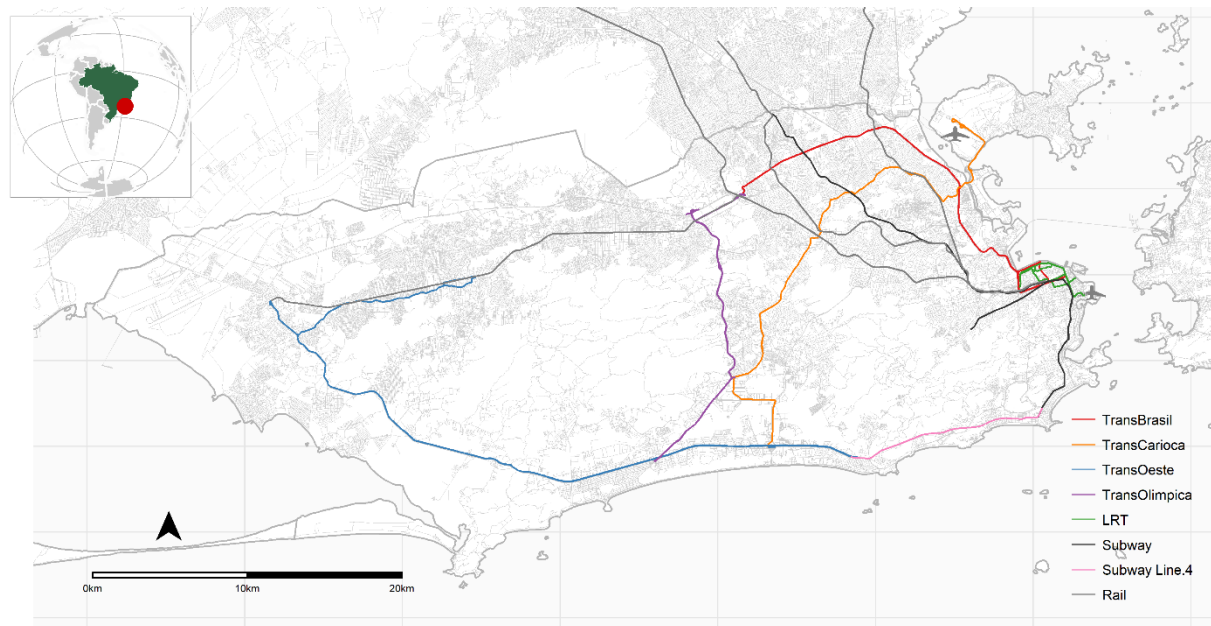 TransBrasil
TransCarioca
TransOeste
TransOlimpica
LRT
Subway
Subway Line.4
Rail
0km 10km 20km